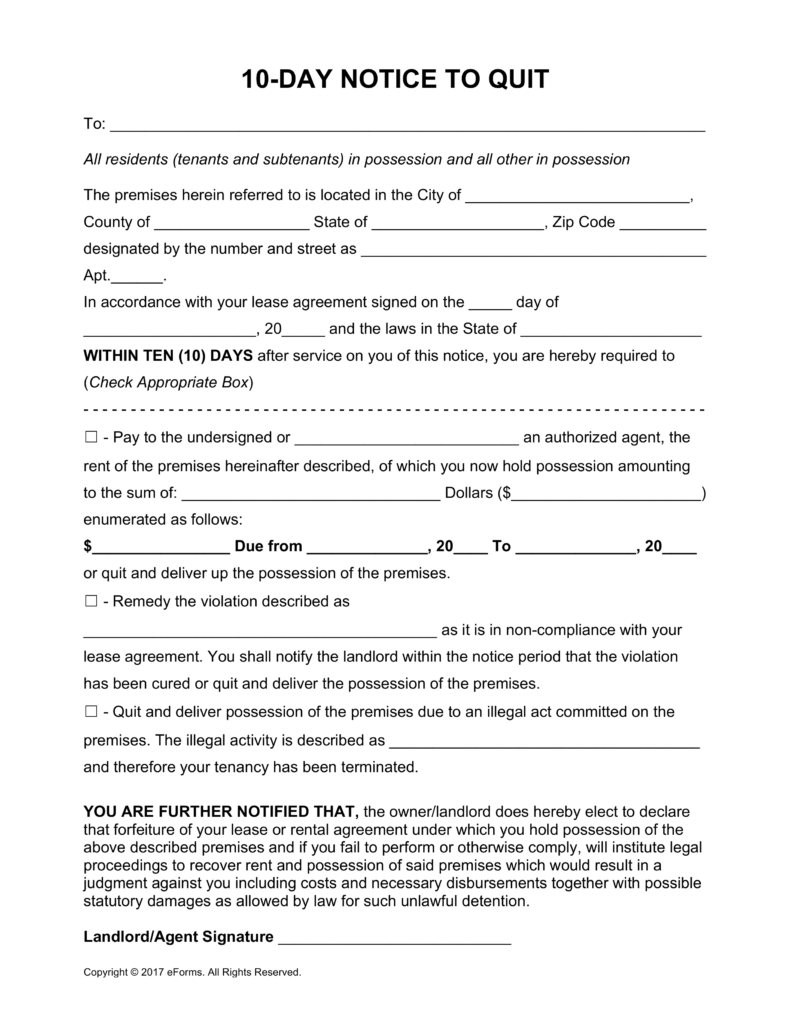 10-DAY NOTICE TO QUIT
To: ______________________________________________________________________
All residents (tenants and subtenants) in possession and all other in possession
The premises herein referred to is located in the City of __________________________,
County of __________________ State of ____________________, Zip Code __________
designated by the number and street as ________________________________________
Apt.______.
In accordance with your lease agreement signed on the _____ day of
____________________, 20_____ and the laws in the State of _____________________
WITHIN TEN (10) DAYS after service on you of this notice, you are hereby required to
(Check Appropriate Box)
- - - - - - - - - - - - - - - - - - - - - - - - - - - - - - - - - - - - - - - - - - - - - - - - - - - - - - - - - - - - - - - - - -
☐ - Pay to the undersigned or __________________________ an authorized agent, the
rent of the premises hereinafter described, of which you now hold possession amounting
to the sum of: ______________________________ Dollars ($______________________)
enumerated as follows:
$________________ Due from ______________, 20____ To ______________, 20____
or quit and deliver up the possession of the premises.
☐ - Remedy the violation described as
_________________________________________ as it is in non-compliance with your
lease agreement. You shall notify the landlord within the notice period that the violation
has been cured or quit and deliver the possession of the premises.
☐ - Quit and deliver possession of the premises due to an illegal act committed on the
premises. The illegal activity is described as ____________________________________
and therefore your tenancy has been terminated.
YOU ARE FURTHER NOTIFIED THAT, the owner/landlord does hereby elect to declare
that forfeiture of your lease or rental agreement under which you hold possession of the
above described premises and if you fail to perform or otherwise comply, will institute legal
proceedings to recover rent and possession of said premises which would result in a
judgment against you including costs and necessary disbursements together with possible
statutory damages as allowed by law for such unlawful detention.
Landlord/Agent Signature ___________________________
Copyright © 2017 eForms. All Rights Reserved.